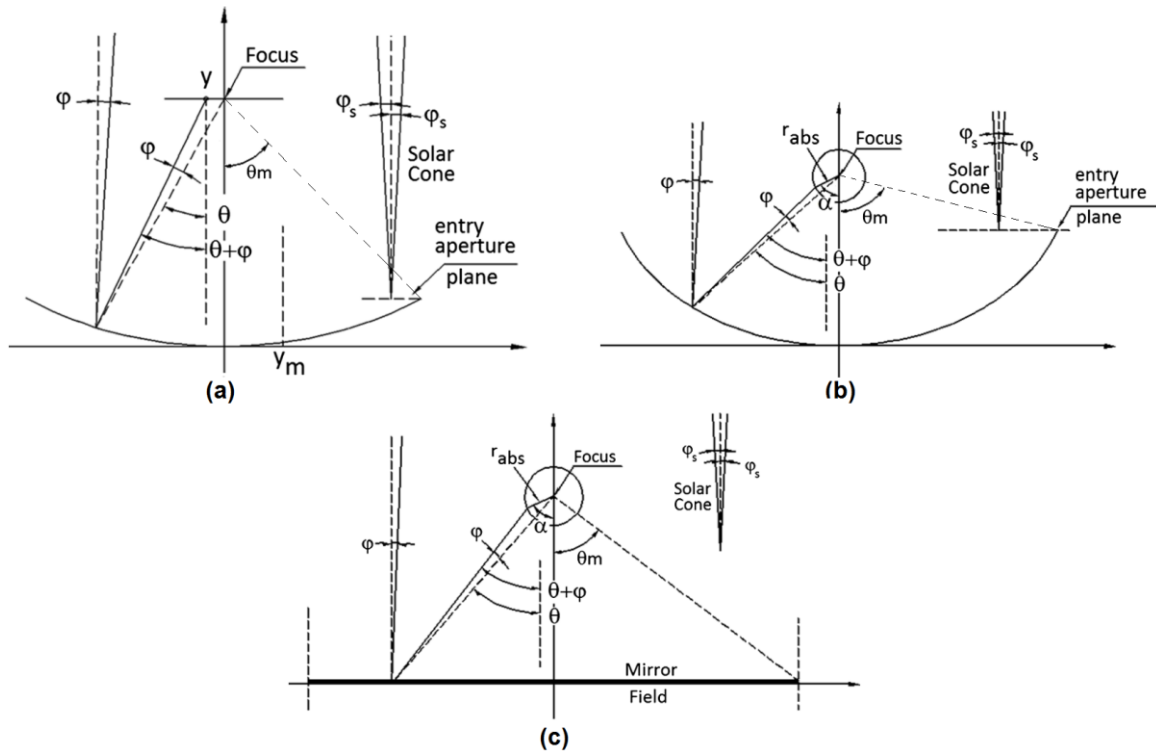 Focus
y
φ
φs
φs
Solar
Cone
φ
θm
θ
entry
aperture
plane
θ+φ
ym
(a)
rabs
Focus
φs
φs
Solar
Cone
φ
φ
α
θm
entry
aperture
plane
θ+φ
θ
(b)
rabs
Focus
φs
φs
Solar
Cone
φ
φ
α
θm
θ+φ
θ
Mirror
Field
(c)